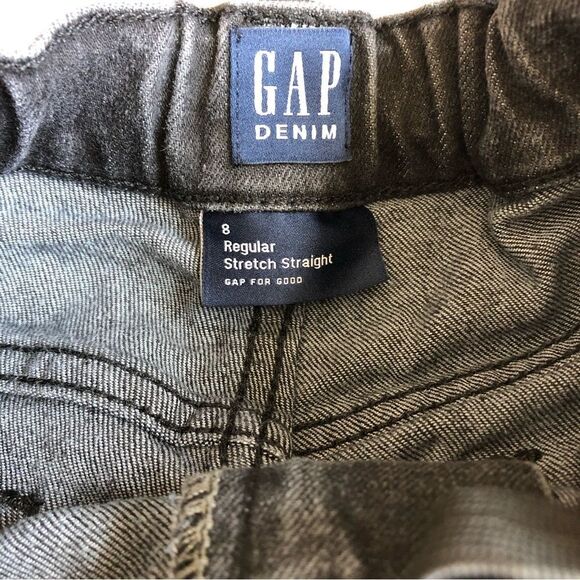 GAP
DENIM
8
Regular
Stretch Straight
GAP FOR GOOD